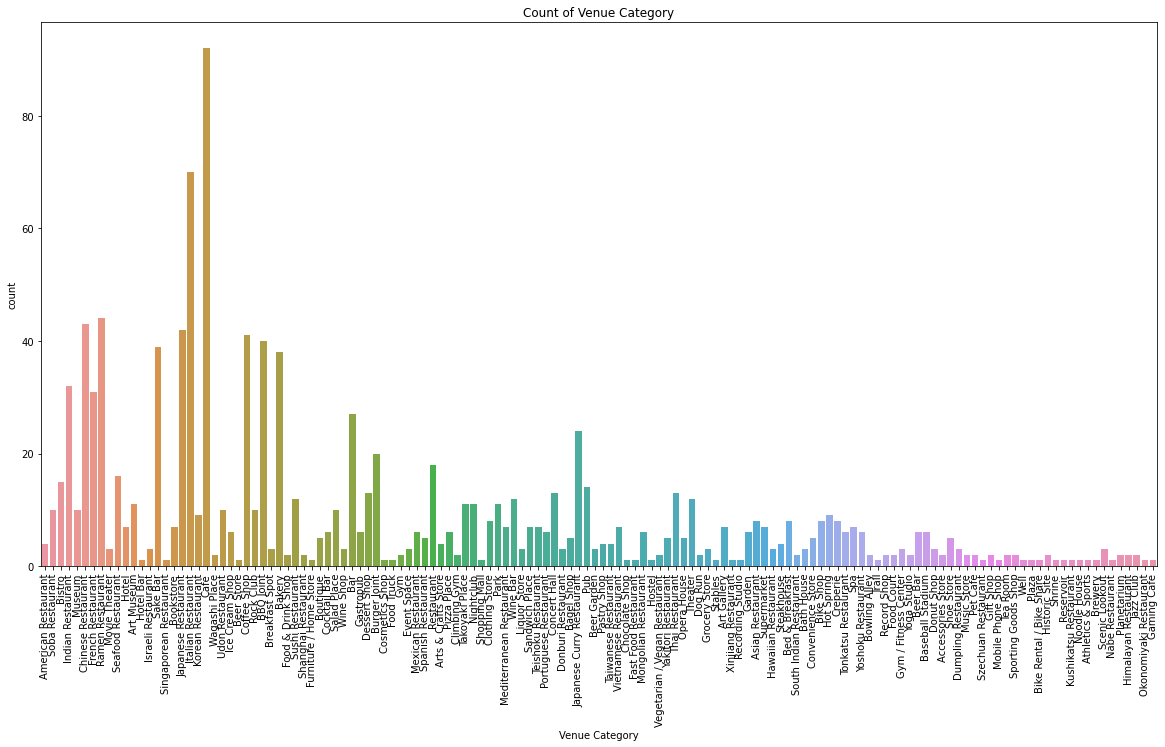 Count of Venue Category
count
80
60
40
20
0
American Restaurant
Soba Restaurant
Bistro
Indian Restaurant
Museum
Chinese Restaurant
French Restaurant
Ramen Restaurant
Movie Theater
Seafood Restaurant
Hotel
Art Museum
Hotel Bar
Israeli Restaurant
Sake Bar
Singaporean Restaurant
Bookstore
Japanese Restaurant
Italian Restaurant
Korean Restaurant
Café
Wagashi Place
Udon Restaurant
Ice Cream Shop
Beer Store
Coffee Shop
Rock Club
BBQ Joint
Breakfast Spot
Bakery
Food & Drink Shop
Sushi Restaurant
Shanghai Restaurant
Furniture / Home Store
Boutique
Cocktail Bar
Salad Place
Wine Shop
Bar
Gastropub
Dessert Shop
Burger Joint
Cosmetics Shop
Food Truck
Gym
Event Space
Mexican Restaurant
Spanish Restaurant
Restaurant
Arts & Crafts Store
Pizza Place
Climbing Gym
Takoyaki Place
Nightclub
Shopping Mall
Clothing Store
Park
Mediterranean Restaurant
Wine Bar
Liquor Store
Sandwich Place
Teishoku Restaurant
Portuguese Restaurant
Concert Hall
Donburi Restaurant
Bagel Shop
Japanese Curry Restaurant
Pub
Beer Garden
Taiwanese Restaurant
Vietnamese Restaurant
Chocolate Shop
Fast Food Restaurant
Mongolian Restaurant
Hostel
Vegetarian / Vegan Restaurant
Yakitori Restaurant
Thai Restaurant
Opera House
Theater
Dog Run
Grocery Store
Stables
Art Gallery
Xinjiang Restaurant
Recording Studio
Garden
Asian Restaurant
Supermarket
Hawaiian Restaurant
Steakhouse
Bed & Breakfast
South Indian Restaurant
Bath House
Convenience Store
Bike Shop
Hot Spring
Creperie
Tonkatsu Restaurant
Spa
Yoshoku Restaurant
Bowling Alley
Trail
Record Shop
Food Court
Gym / Fitness Center
Yoga Studio
Beer Bar
Baseball Stadium
Donut Shop
Accessories Store
Shoe Store
Dumpling Restaurant
Music Store
Pet Café
Szechuan Restaurant
Gift Shop
Mobile Phone Shop
Tea Room
Sporting Goods Shop
Well
Plaza
Bike Rental / Bike Share
Historic Site
Shrine
Reservoir
Kushikatsu Restaurant
Noodle House
Athletics & Sports
Brewery
Scenic Lookout
Nabe Restaurant
Planetarium
Himalayan Restaurant
Jazz Club
Okonomiyaki Restaurant
Gaming Cafe
Venue Category